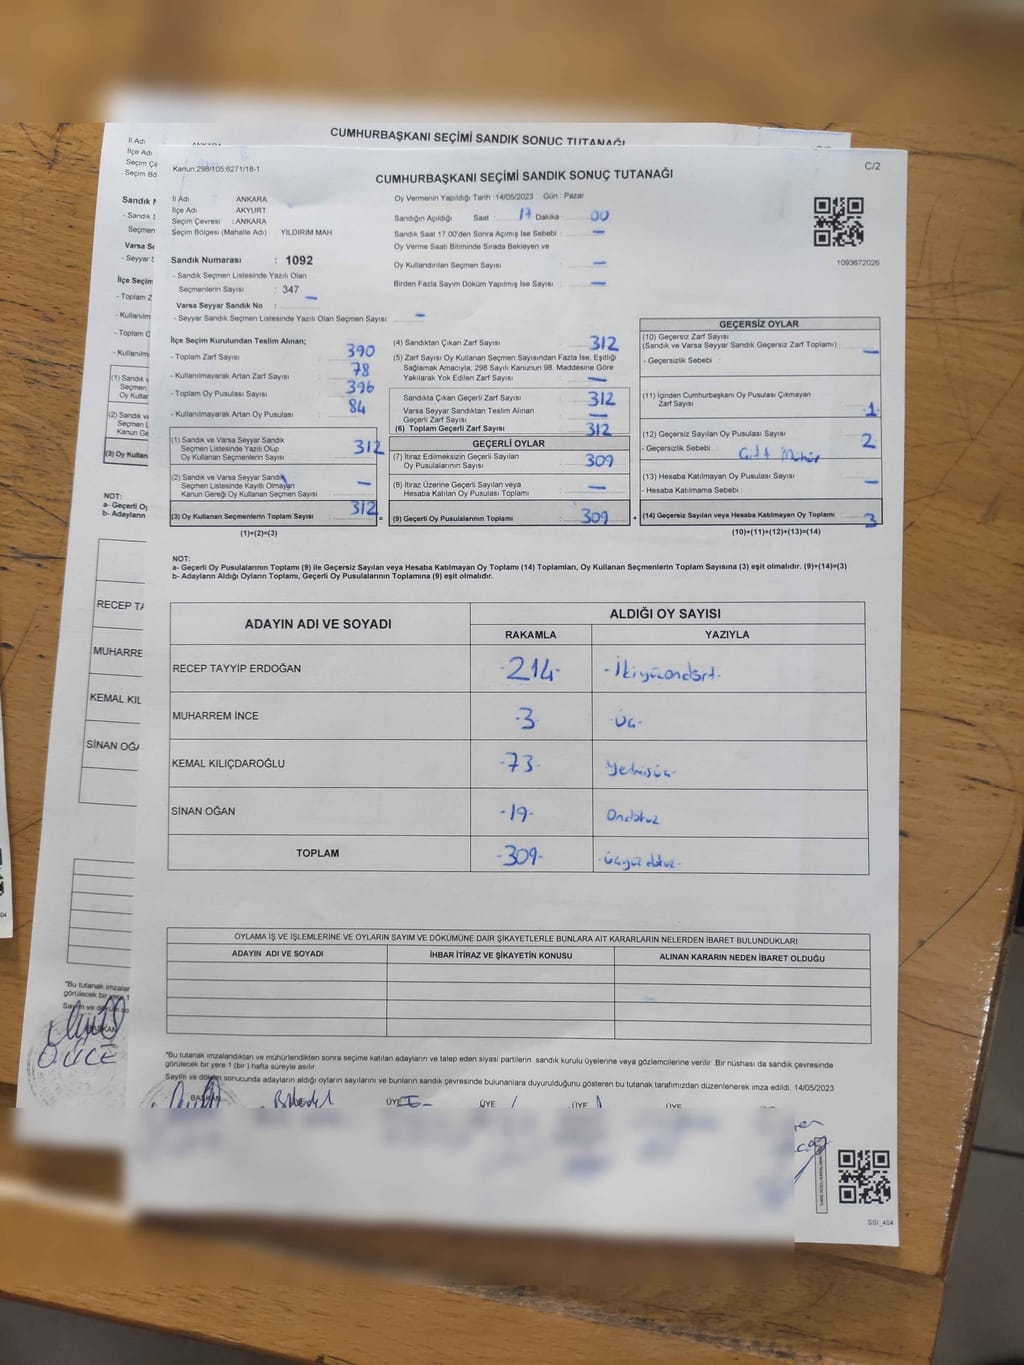 CUMHURBAŞKANI SEÇİMİ SANDIK SONUÇ TUTANAĞI
İl Adı
İlçe Adı
Kanun:298/105:6271/18-1
CUMHURBAŞKANI SEÇİMİ SANDIK SONUÇ TUTANAĞI
C/2
İl Adı : ANKARA
İlçe Adı : AKYURT
Seçim Çevresi : ANKARA
Seçim Bölgesi (Mahalle Adı) YILDIRIM MAH.
Sandık Numarası : 1092
- Sandık Seçmen Listesinde Yazılı Olan
Seçmenlerin Sayısı : 347
Varsa Seyyar Sandık No : —
- Seyyar Sandık Seçmen Listesinde Yazılı Olan Seçmen Sayısı : —
Oy Vermenin Yapıldığı Tarih : 14/05/2023 Gün : Pazar
Sandığın Açıldığı Saat 17 Dakika 00
Sandık Saat 17:00'den Sonra Açımış İse Sebebi : —
Oy Verme Saati Bitiminde Sırada Bekleyen ve
Oy Kullandırılan Seçmen Sayısı : —
Birden Fazla Sayım Döküm Yapılmış İse Sayısı : —
1093672026
İlçe Seçim Kurulundan Teslim Alınan;
- Toplam Zarf Sayısı : 390
- Kullanılmayarak Artan Zarf Sayısı : 78
- Toplam Oy Pusulası Sayısı : 396
- Kullanılmayarak Artan Oy Pusulası : 84
(1) Sandık ve Varsa Seyyar Sandık
Seçmen Listesinde Yazılı Olup
Oy Kullanan Seçmenlerin Sayısı : 312
(2) Sandık ve Varsa Seyyar Sandık
Seçmen Listesinde Kayıtlı Olmayan
Kanun Gereği Oy Kullanan Seçmen Sayısı : —
(3) Oy Kullanan Seçmenlerin Toplam Sayısı : 312 =
(1)+(2)=(3)
(4) Sandıktan Çıkan Zarf Sayısı : 312
(5) Zarf Sayısı Oy Kullanan Seçmen Sayısından Fazla İse, Eşitliği
Sağlamak Amacıyla; 298 Sayılı Kanunun 98. Maddesine Göre
Yakılarak Yok Edilen Zarf Sayısı : —
Sandıkta Çıkan Geçerli Zarf Sayısı : 312
Varsa Seyyar Sandıktan Teslim Alınan
Geçerli Zarf Sayısı : —
(6) Toplam Geçerli Zarf Sayısı : 312
GEÇERLİ OYLAR
(7) İtiraz Edilmeksizin Geçerli Sayılan
Oy Pusulalarının Sayısı : 309
(8) İtiraz Üzerine Geçerli Sayılan veya
Hesaba Katılan Oy Pusulası Toplamı : —
(9) Geçerli Oy Pusulalarının Toplamı : 309 +
GEÇERSİZ OYLAR
(10) Geçersiz Zarf Sayısı
(Sandık ve Varsa Seyyar Sandık Geçersiz Zarf Toplamı) : —
- Geçersizlik Sebebi :
(11) İçinden Cumhurbaşkanı Oy Pusulası Çıkmayan
Zarf Sayısı : -1-
(12) Geçersiz Sayılan Oy Pusulası Sayısı : 2
- Geçersizlik Sebebi : Çift Mühür
(13) Hesaba Katılmayan Oy Pusulası Sayısı : —
- Hesaba Katılmama Sebebi :
(14) Geçersiz Sayılan veya Hesaba Katılmayan Oy Toplamı : 3
(10)+(11)+(12)+(13)=(14)
NOT:
a- Geçerli Oy Pusulalarının Toplamı (9) ile Geçersiz Sayılan veya Hesaba Katılmayan Oy Toplamı (14) Toplamları, Oy Kullanan Seçmenlerin Toplam Sayısına (3) eşit olmalıdır. (9)+(14)=(3)
b- Adayların Aldığı Oyların Toplamı, Geçerli Oy Pusulalarının Toplamına (9) eşit olmalıdır.
ADAYIN ADI VE SOYADI ALDIĞI OY SAYISI
RAKAMLA YAZIYLA
RECEP TAYYİP ERDOĞAN -214- -İkiyüzondört-
MUHARREM İNCE -3- -Üç-
KEMAL KILIÇDAROĞLU -73- Yetmişüç-
SİNAN OĞAN -19- Ondokuz
TOPLAM -309- -Üçyüzdokuz-
OYLAMA İŞ VE İŞLEMLERİNE VE OYLARIN SAYIM VE DÖKÜMÜNE DAİR ŞİKAYETLERLE BUNLARA AİT KARARLARIN NELERDEN İBARET BULUNDUKLARI
ADAYIN ADI VE SOYADI İHBAR İTİRAZ VE ŞİKAYETİN KONUSU ALINAN KARARIN NEDEN İBARET OLDUĞU
"Bu tutanak imzalandıktan ve mühürlendikten sonra seçime katılan adayların ve talep eden siyasi partilerin sandık kurulu üyelerine veya gözlemcilerine verilir. Bir nüshası da sandık çevresinde
görülecek bir yere 1 (bir) hafta süreyle asılır.
Sayım ve döküm sonucunda adayların aldığı oyların sayılarını ve bunların sandık çevresinde bulunanlara duyurulduğunu gösteren bu tutanak tarafımızdan düzenlenerek imza edildi. 14/05/2023
BAŞKAN ÜYE ÜYE ÜYE ÜYE ÜYE
SSİ_404